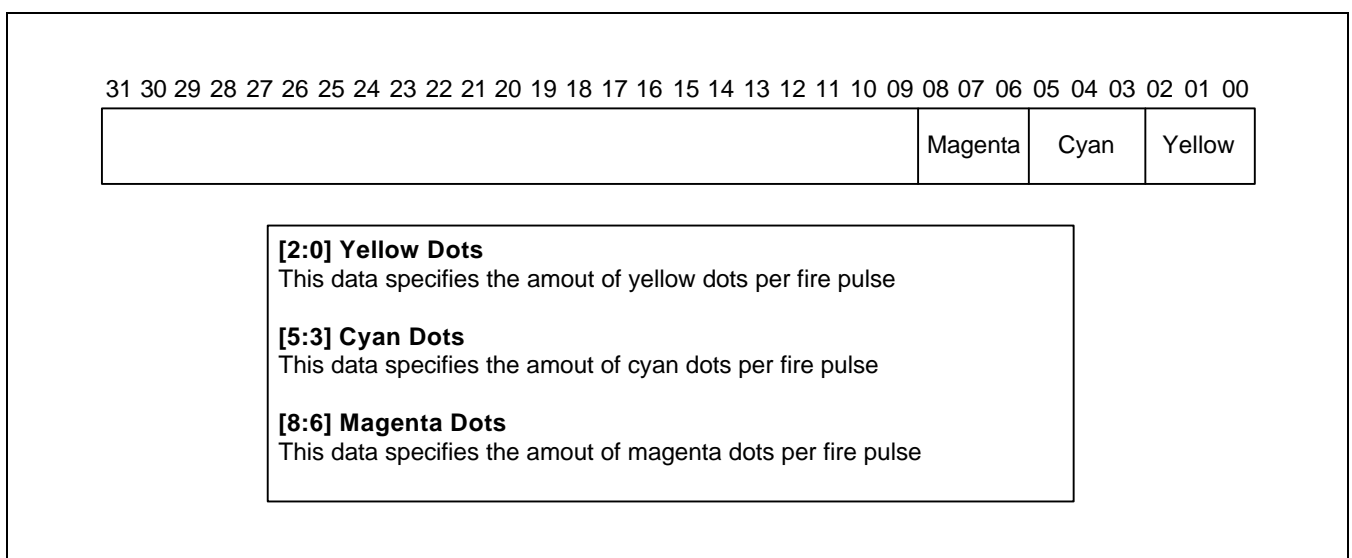 31 30 29 28 27 26 25 24 23 22 21 20 19 18 17 16 15 14 13 12 11 10 09 08 07 06 05 04 03 02 01 00
Magenta Cyan Yellow
[2:0] Yellow Dots
This data specifies the amout of yellow dots per fire pulse
[5:3] Cyan Dots
This data specifies the amout of cyan dots per fire pulse
[8:6] Magenta Dots
This data specifies the amout of magenta dots per fire pulse